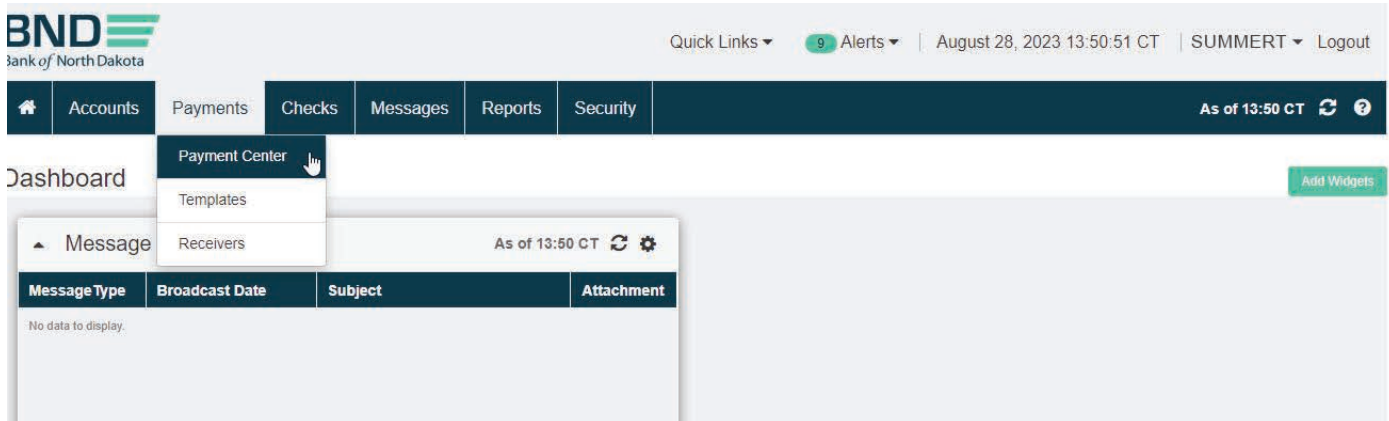 BND
Bank of North Dakota
Quick Links 9 Alerts August 28, 2023 13:50:51 CT SUMMERT Logout
Accounts Payments Checks Messages Reports Security As of 13:50 CT
Payment Center
Templates
Receivers
Dashboard
Add Widgets
Message As of 13:50 CT
Message Type Broadcast Date Subject Attachment
No data to display.